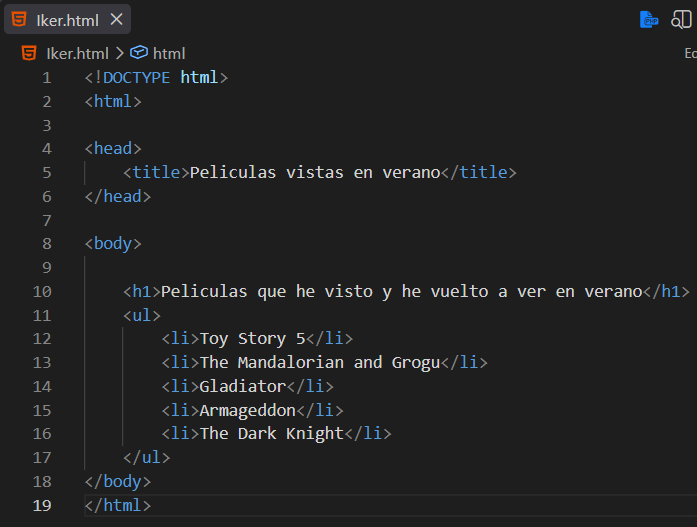 Iker.html
Iker.html > html
1 <!DOCTYPE html>
2 <html>
3
4 <head>
5     <title>Peliculas vistas en verano</title>
6 </head>
7
8 <body>
9
10     <h1>Peliculas que he visto y he vuelto a ver en verano</h1>
11     <ul>
12         <li>Toy Story 5</li>
13         <li>The Mandalorian and Grogu</li>
14         <li>Gladiator</li>
15         <li>Armageddon</li>
16         <li>The Dark Knight</li>
17     </ul>
18 </body>
19 </html>